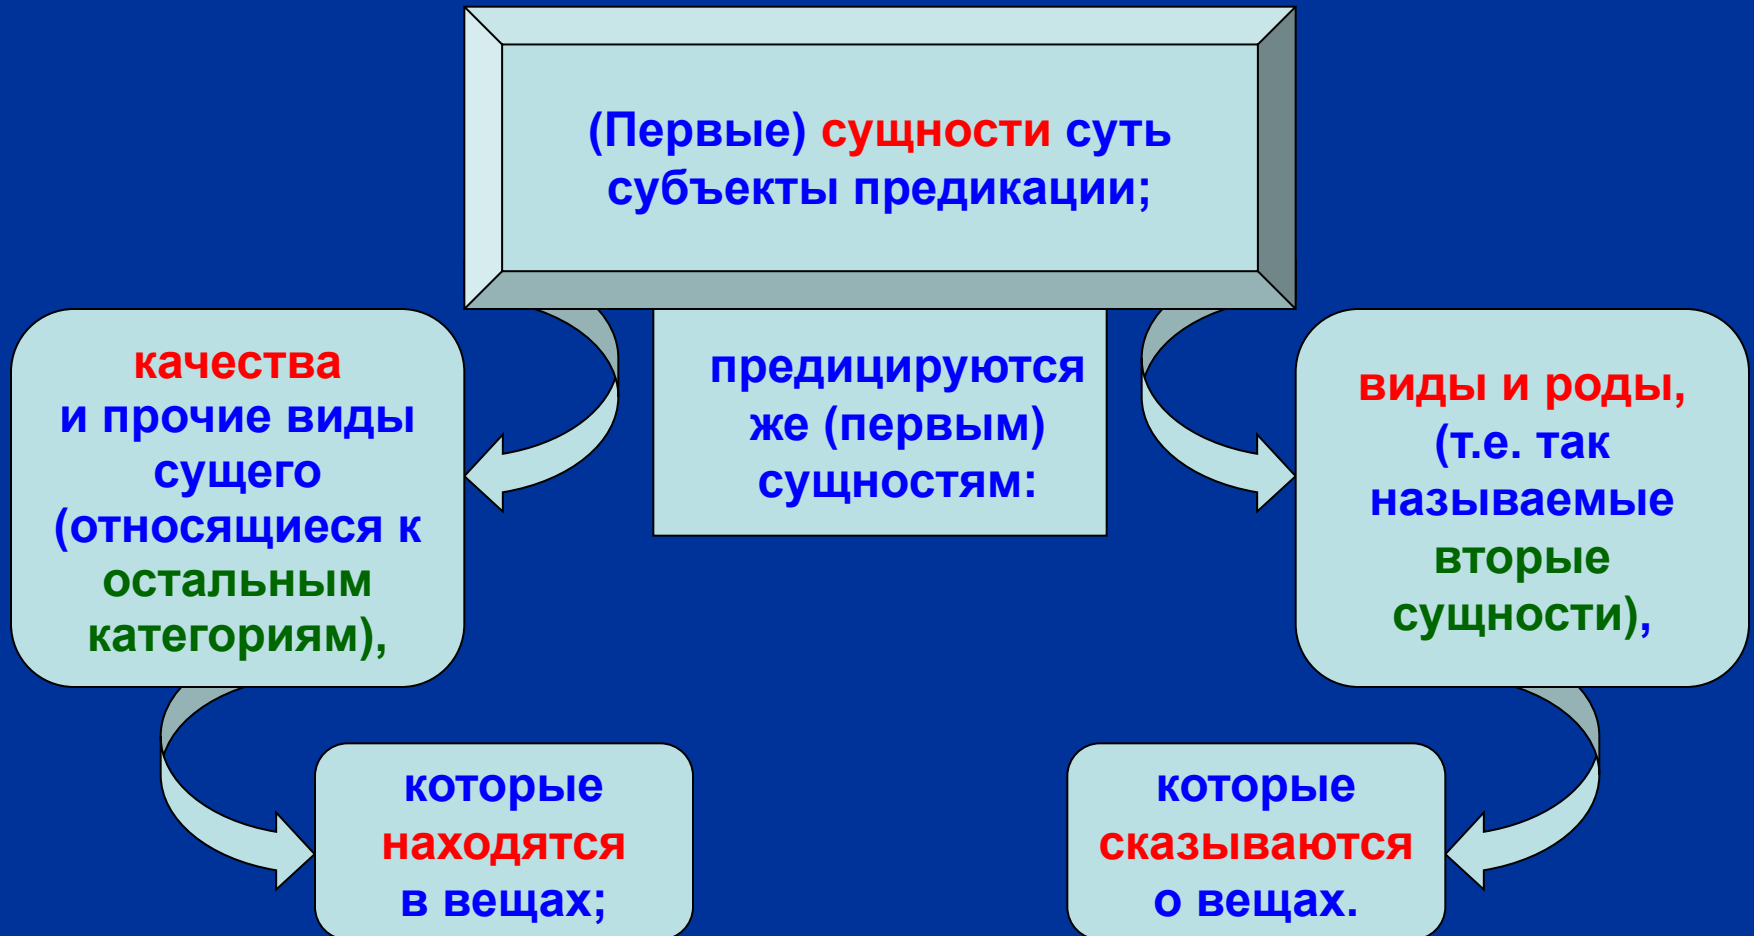 (Первые) сущности суть
субъекты предикации;
предицируются
же (первым)
сущностям:
качества
и прочие виды
сущего
(относящиеся к
остальным
категориям),
которые
находятся
в вещах;
виды и роды,
(т.е. так
называемые
вторые
сущности),
которые
сказываются
о вещах.